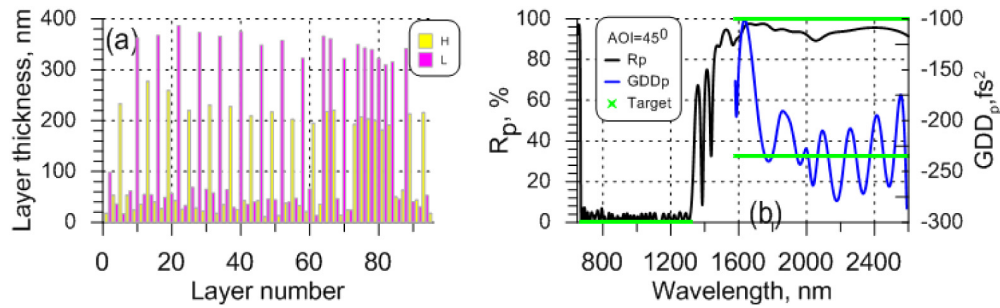 400
300
200
100
0
Layer thickness, nm
(a)
H
L
0 20 40 60 80
Layer number
100
80
60
40
20
0
Rp, %
AOI=45⁰
Rp
GDDp
Target
(b)
800 1200 1600 2000 2400
Wavelength, nm
-100
-150
-200
-250
-300
GDDp,fs²